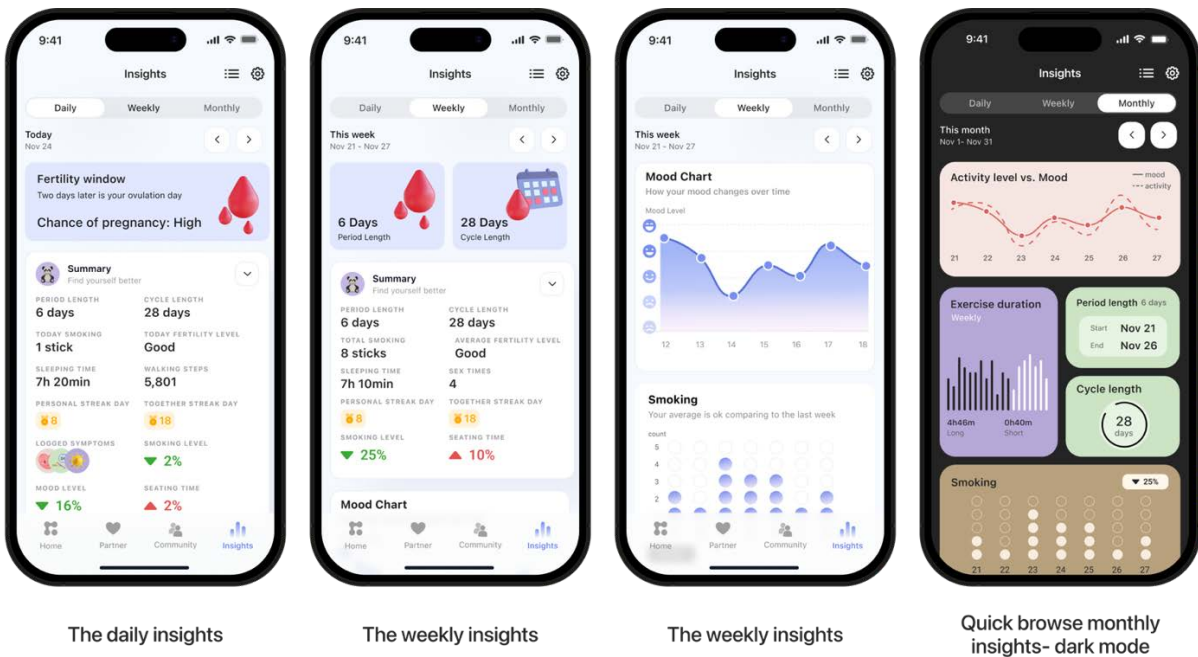 9:41
Insights
Daily Weekly Monthly
Today
Nov 24
Fertility window
Two days later is your ovulation day
Chance of pregnancy: High
Summary
Find yourself better
PERIOD LENGTH CYCLE LENGTH
6 days 28 days
TODAY SMOKING TODAY FERTILITY LEVEL
1 stick Good
SLEEPING TIME WALKING STEPS
7h 20min 5,801
PERSONAL STREAK DAY TOGETHER STREAK DAY
8 18
LOGGED SYMPTOMS SMOKING LEVEL
2%
MOOD LEVEL SEATING TIME
16% 2%
Home Partner Community Insights
The daily insights
9:41
Insights
Daily Weekly Monthly
This week
Nov 21 - Nov 27
6 Days 28 Days
Period Length Cycle Length
Summary
Find yourself better
PERIOD LENGTH CYCLE LENGTH
6 days 28 days
TOTAL SMOKING AVERAGE FERTILITY LEVEL
8 sticks Good
SLEEPING TIME SEX TIMES
7h 10min 4
PERSONAL STREAK DAY TOGETHER STREAK DAY
8 18
SMOKING LEVEL SEATING TIME
25% 10%
Mood Chart
Home Partner Community Insights
The weekly insights
9:41
Insights
Daily Weekly Monthly
This week
Nov 21 - Nov 27
Mood Chart
How your mood changes over time
Mood Level
12 13 14 15 16 17 18
Smoking
Your average is ok comparing to the last week
count
5
4
3
2
Home Partner Community Insights
The weekly insights
9:41
Insights
Daily Weekly Monthly
This month
Nov 1- Nov 31
Activity level vs. Mood
mood
activity
21 22 23 24 25 26 27
Exercise duration
Weekly
4h46m 0h40m
Long Short
Period length 6 days
Start Nov 21
End Nov 26
Cycle length
28
days
Smoking 25%
21 22 23 24 25 26 27
Quick browse monthly
insights- dark mode